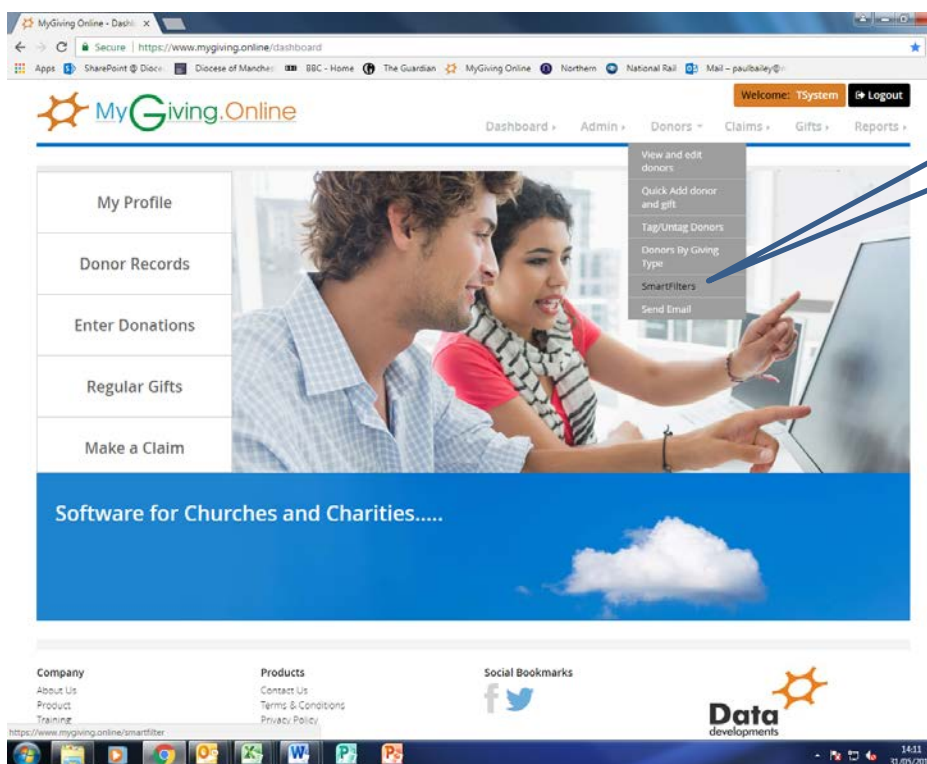 MyGiving Online - Dashb
Secure | https://www.mygiving.online/dashboard
Apps SharePoint @ Dioce Diocese of Manches BBC - Home The Guardian MyGiving Online Northern National Rail Mail – paulbailey@
MyGiving.Online
Welcome: TSystem Logout
Dashboard Admin Donors Claims Gifts Reports
View and edit
donors
Quick Add donor
and gift
Tag/Untag Donors
Donors By Giving
Type
SmartFilters
Send Email
My Profile
Donor Records
Enter Donations
Regular Gifts
Make a Claim
Software for Churches and Charities.....
Company Products Social Bookmarks
About Us Contact Us
Product Terms & Conditions
Training Privacy Policy
Data
developments
https://www.mygiving.online/smartfilter
14:11
31/05/201